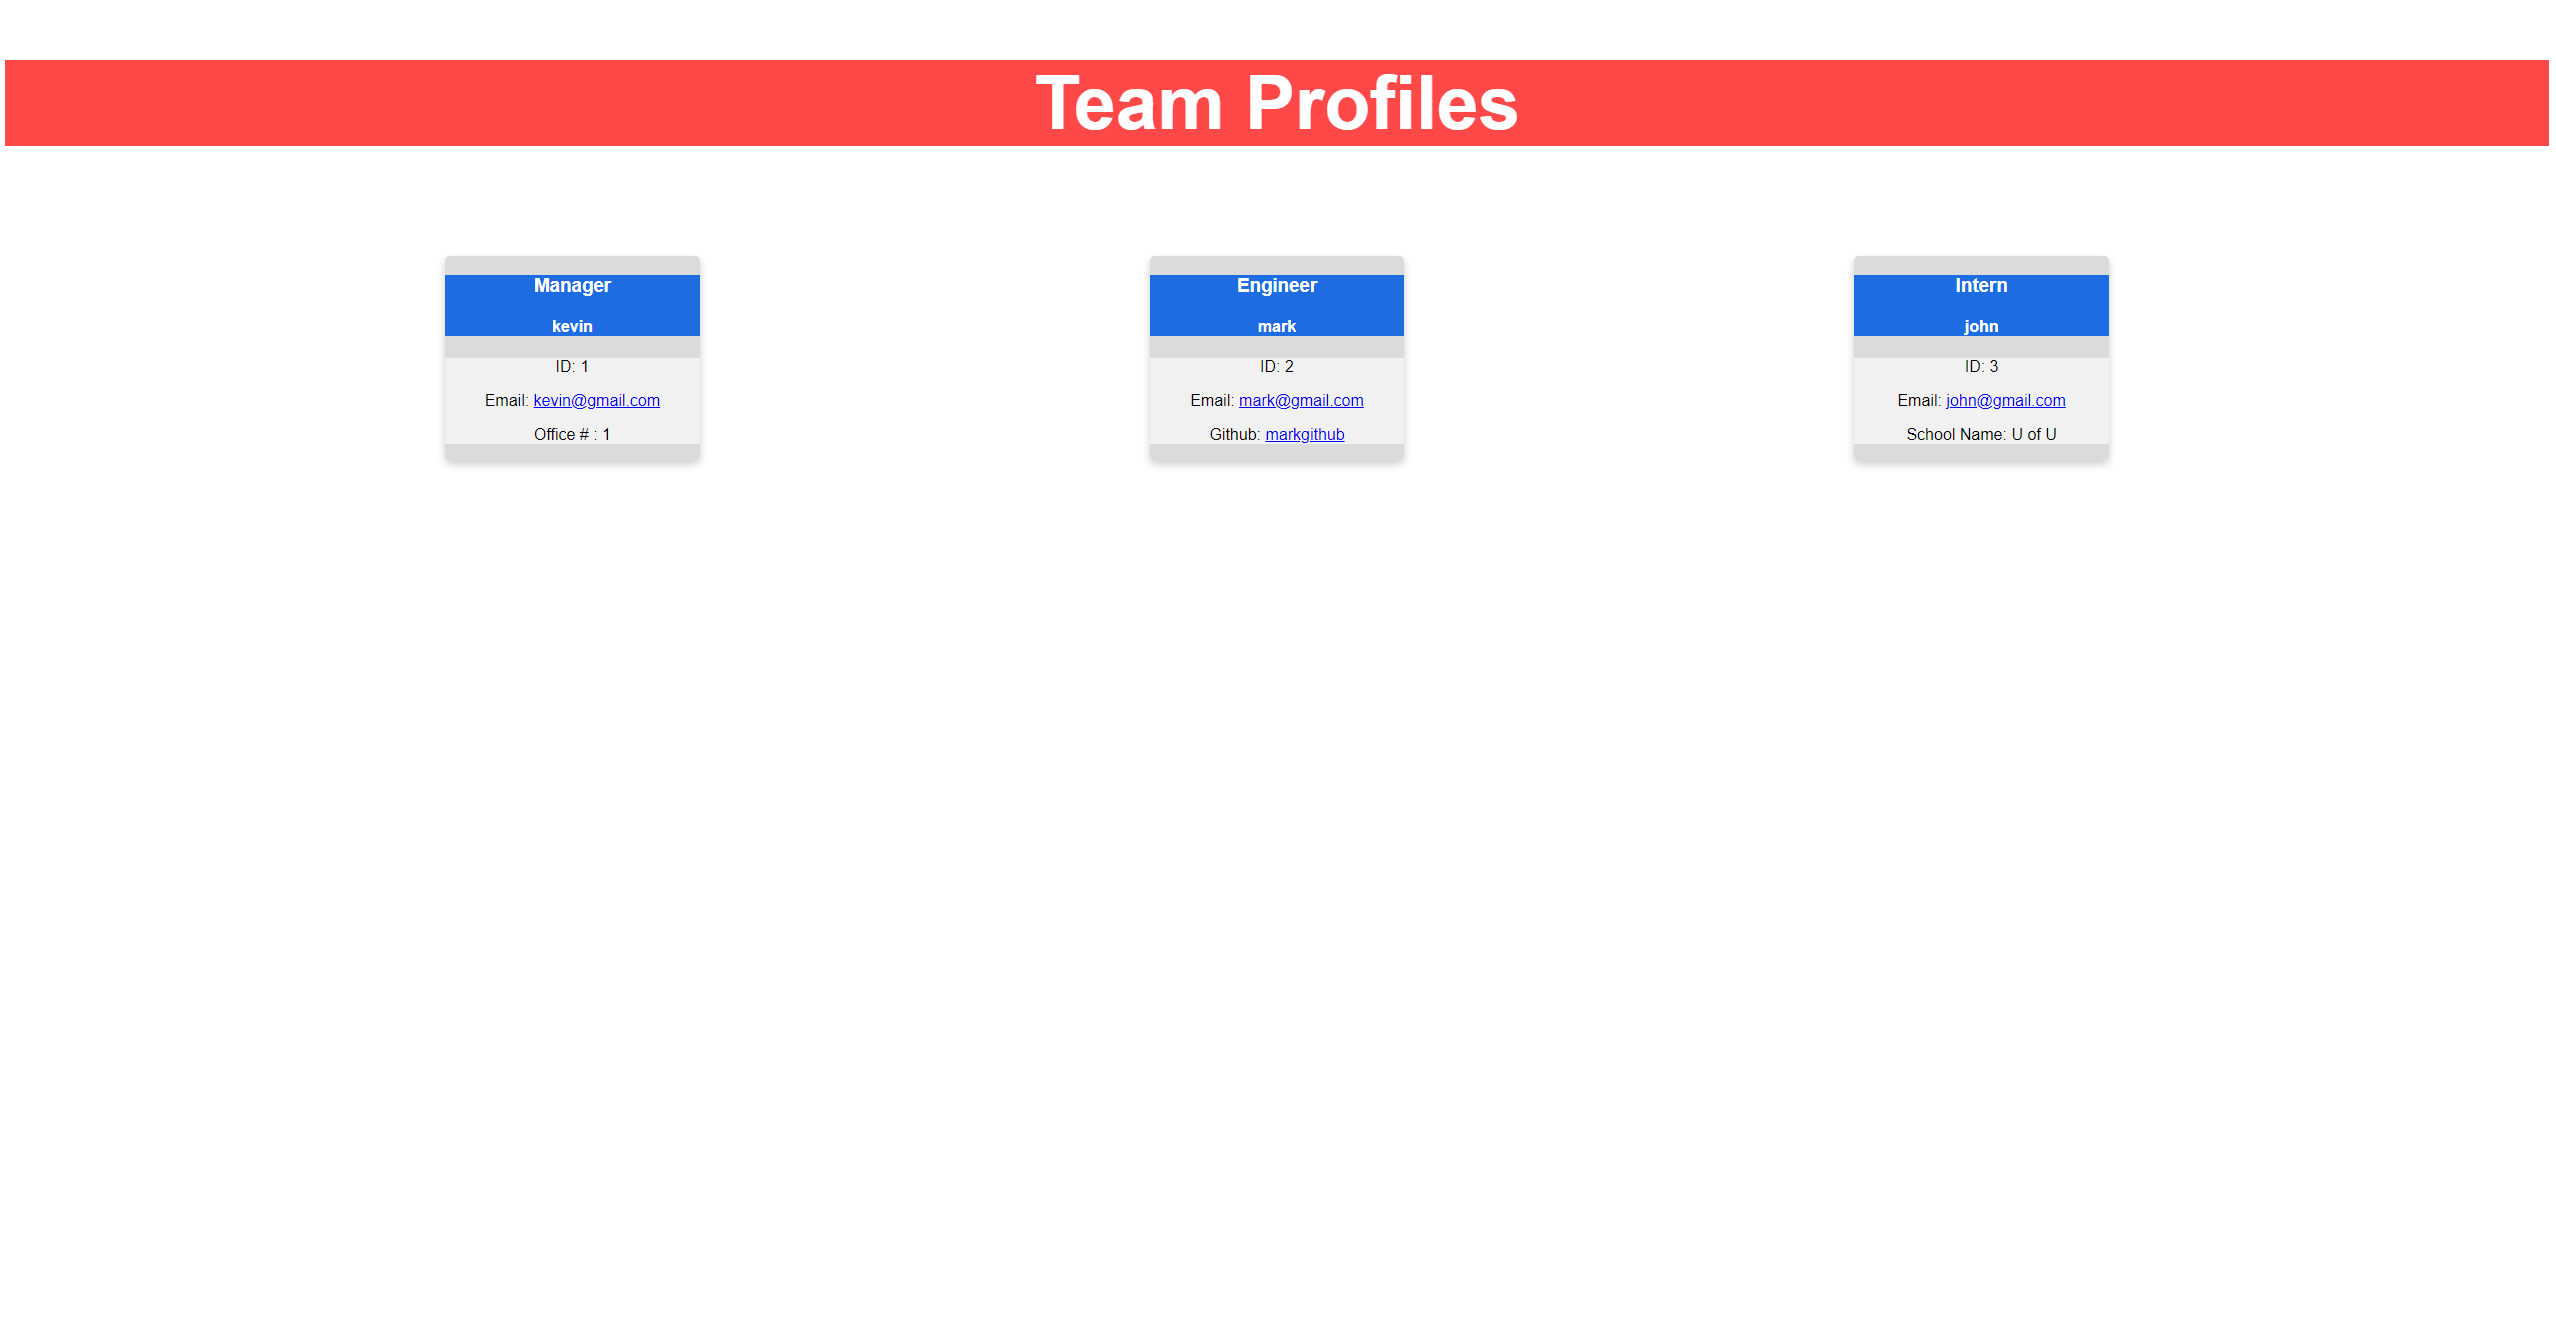 Team Profiles
Manager
kevin
ID: 1
Email: kevin@gmail.com
Office # : 1
Engineer
mark
ID: 2
Email: mark@gmail.com
Github: markgithub
Intern
john
ID: 3
Email: john@gmail.com
School Name: U of U